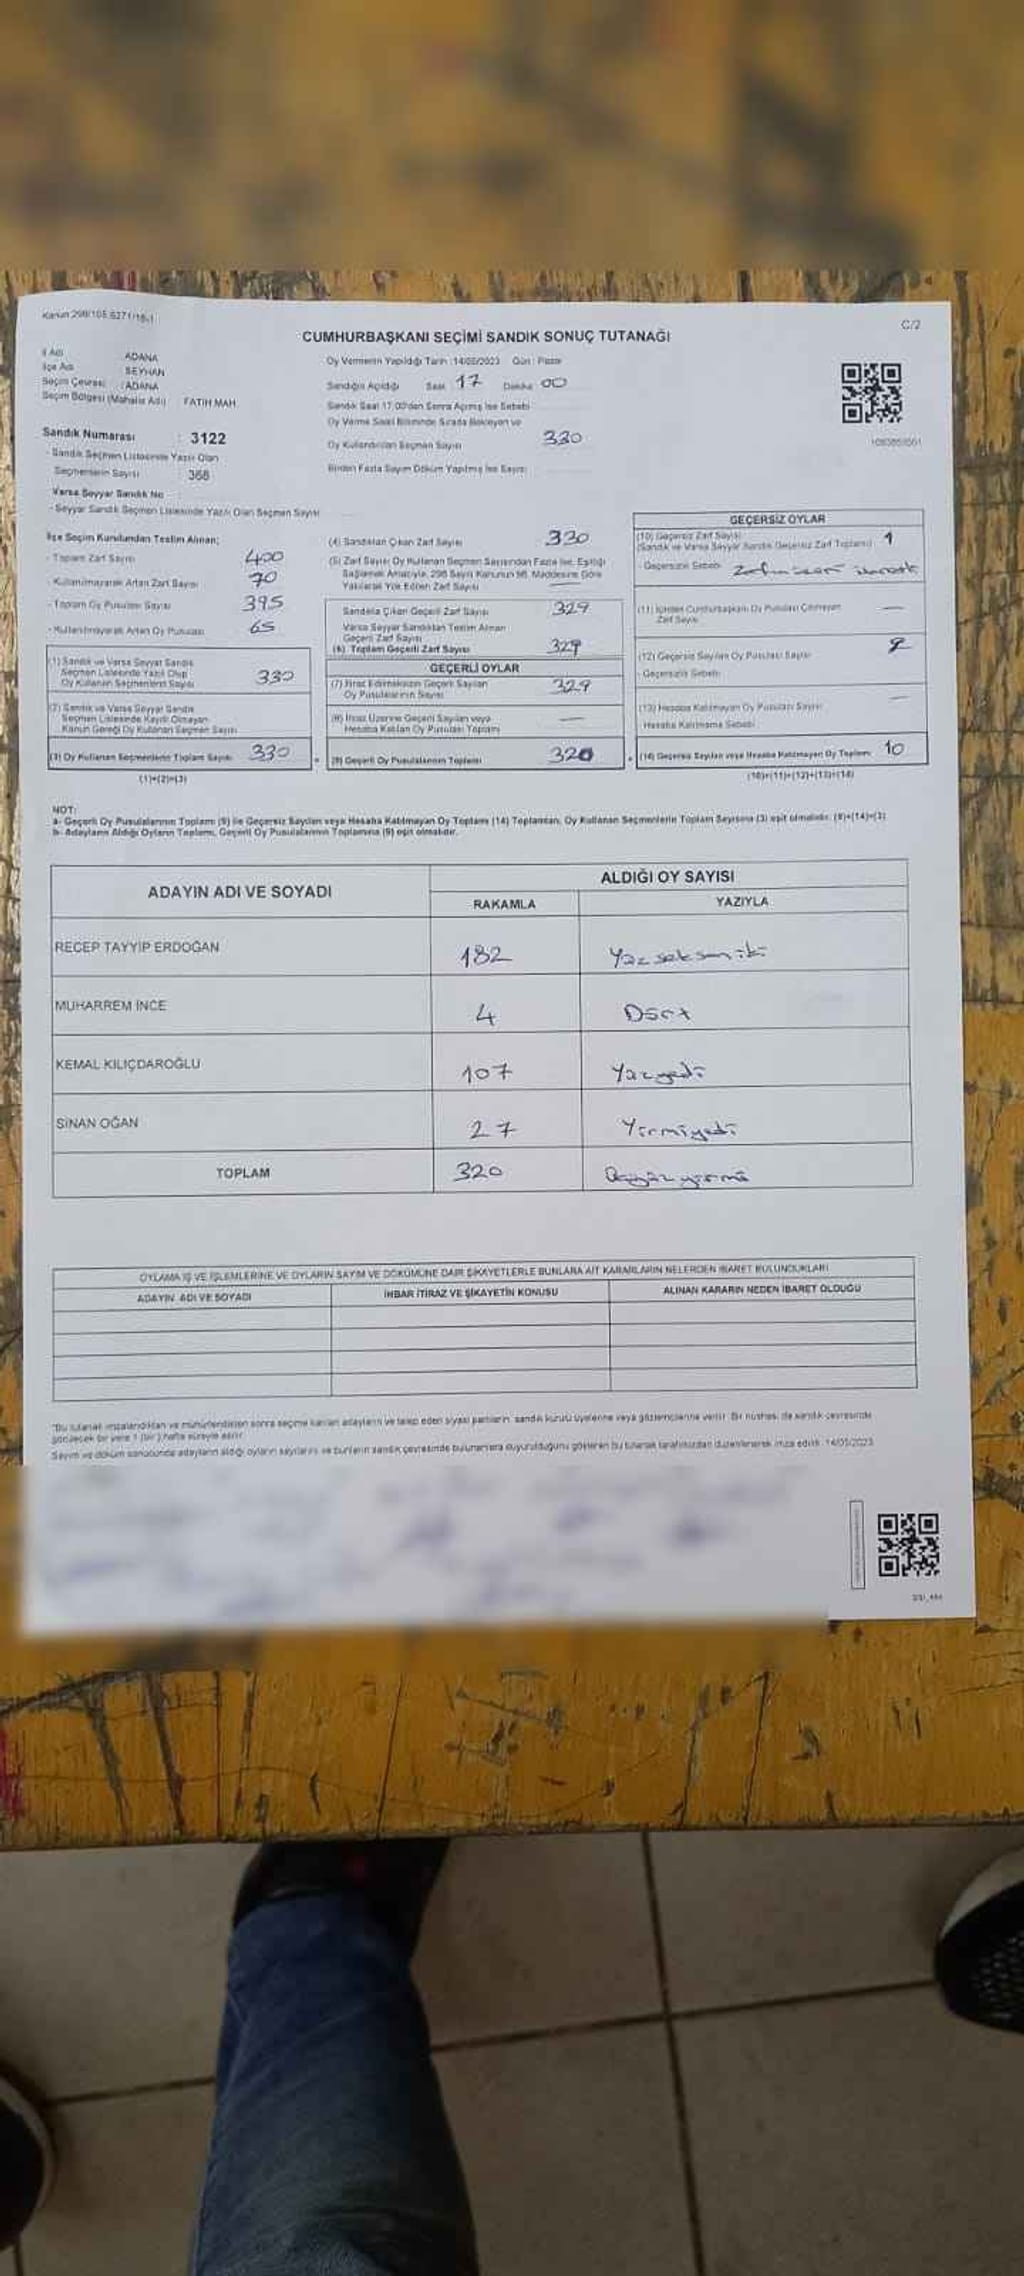 Kanun 298/105,6271/18-1
C/2
CUMHURBAŞKANI SEÇİMİ SANDIK SONUÇ TUTANAĞI
İl Adı ADANA
İlçe Adı SEYHAN
Seçim Çevresi : ADANA
Seçim Bölgesi (Mahalle Adı) FATİH MAH.
Sandık Numarası : 3122
- Sandık Seçmen Listesinde Yazılı Olan
Seçmenlerin Sayısı 368
Varsa Seyyar Sandık No
- Seyyar Sandık Seçmen Listesinde Yazılı Olan Seçmen Sayısı
Oy Vermenin Yapıldığı Tarih : 14/05/2023 Gün : Pazar
Sandığın Açıldığı Saat 17 Dakika 00
Sandık Saat 17.00'den Sonra Açılmış İse Sebebi
Oy Verme Saati Bitiminde Sırada Bekleyen ve
Oy Kullandırılan Seçmen Sayısı 330
Birden Fazla Sayım Döküm Yapılmış İse Sayısı
İlçe Seçim Kurulundan Teslim Alınan;
- Toplam Zarf Sayısı 400
- Kullanılmayarak Artan Zarf Sayısı 70
- Toplam Oy Pusulası Sayısı 395
- Kullanılmayarak Artan Oy Pusulası 65
(1) Sandık ve Varsa Seyyar Sandık
Seçmen Listesinde Yazılı Olup
Oy Kullanan Seçmenlerin Sayısı 330
(2) Sandık ve Varsa Seyyar Sandık
Seçmen Listesinde Kayıtlı Olmayan
Kanun Gereği Oy Kullanan Seçmen Sayısı
(3) Oy Kullanan Seçmenlerin Toplam Sayısı 330
(1)+(2)=(3)
(4) Sandıktan Çıkan Zarf Sayısı 330
(5) Zarf Sayısı Oy Kullanan Seçmen Sayısından Fazla İse, Eşitliği
Sağlamak Amacıyla, 298 Sayılı Kanunun 98. Maddesine Göre
Yakılarak Yok Edilen Zarf Sayısı —
Sandıkta Çıkan Geçerli Zarf Sayısı 329
Varsa Seyyar Sandıktan Teslim Alınan
Geçerli Zarf Sayısı
(6) Toplam Geçerli Zarf Sayısı 329
GEÇERLİ OYLAR
(7) İtiraz Edilmeksizin Geçerli Sayılan
Oy Pusulalarının Sayısı 329
(8) İtiraz Üzerine Geçerli Sayılan veya
Hesaba Katılan Oy Pusulası Toplamı —
(9) Geçerli Oy Pusulalarının Toplamı 320
GEÇERSİZ OYLAR
(10) Geçersiz Zarf Sayısı
(Sandık ve Varsa Seyyar Sandık Geçersiz Zarf Toplamı) 1
- Geçersizlik Sebebi
(11) İçinden Cumhurbaşkanı Oy Pusulası Çıkmayan
Zarf Sayısı —
(12) Geçersiz Sayılan Oy Pusulası Sayısı
- Geçersizlik Sebebi
(13) Hesaba Katılmayan Oy Pusulası Sayısı —
Hesaba Katılmama Sebebi
(14) Geçersiz Sayılan veya Hesaba Katılmayan Oy Toplamı 10
(10)+(11)+(12)+(13)=(14)
NOT:
a- Geçerli Oy Pusulalarının Toplamı (9) ile Geçersiz Sayılan veya Hesaba Katılmayan Oy Toplamı (14) Toplamları, Oy Kullanan Seçmenlerin Toplam Sayısına (3) eşit olmalıdır. (9)+(14)=(3)
b- Adayların Aldığı Oyların Toplamı, Geçerli Oy Pusulalarının Toplamına (9) eşit olmalıdır.
ADAYIN ADI VE SOYADI ALDIĞI OY SAYISI
RAKAMLA YAZIYLA
RECEP TAYYİP ERDOĞAN 182 Yüzsekseniki
MUHARREM İNCE 4 Dört
KEMAL KILIÇDAROĞLU 107 Yüzyedi
SİNAN OĞAN 27 Yirmiyedi
TOPLAM 320 Üçyüzyirmi
OYLAMA İŞ VE İŞLEMLERİNE VE OYLARIN SAYIM VE DÖKÜMÜNE DAİR ŞİKAYETLERLE BUNLARA AİT KARARLARIN NELERDEN İBARET BULUNDUKLARI
ADAYIN ADI VE SOYADI İHBAR İTİRAZ VE ŞİKAYETİN KONUSU ALINAN KARARIN NEDEN İBARET OLDUĞU
"Bu tutanak imzalandıktan ve mühürlendikten sonra seçime katılan adayların ve talep eden siyasi partilerin, sandık kurulu üyelerine veya gözlemcilerine verilir. Bir nüshası da sandık çevresinde
görülecek bir yere 1 (bir) hafta süreyle asılır.
Sayım ve döküm sonucunda adayların aldığı oyların sayılarını ve bunların sandık çevresinde bulunanlara duyurulduğunu gösteren bu tutanak tarafımızdan düzenlenerek imza edildi. 14/05/2023